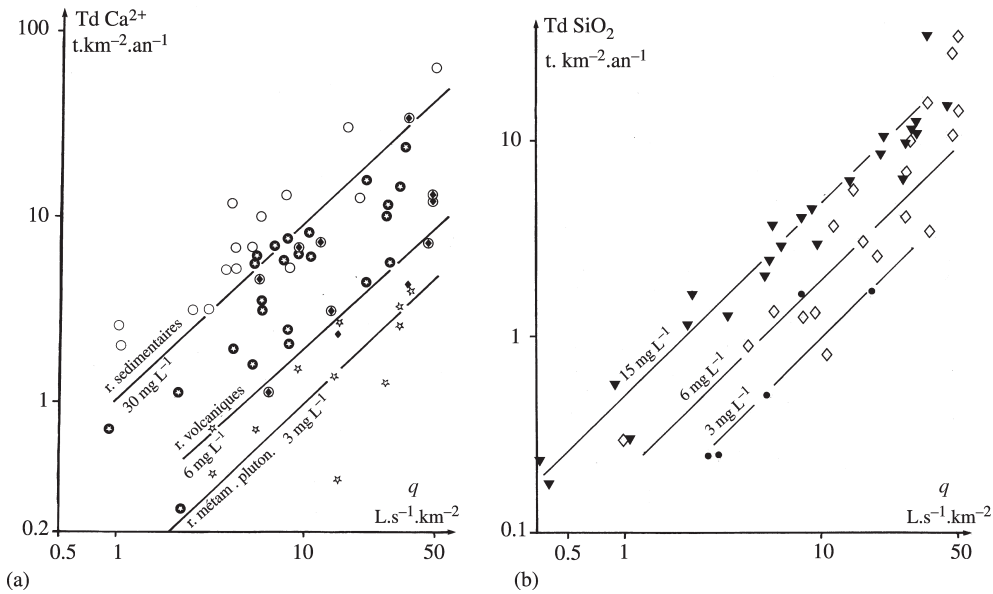 Td Ca²⁺
t.km⁻².an⁻¹
100
10
1
0.2
0.5
1
10
50
q
L.s⁻¹.km⁻²
r. sedimentaires
30 mg L⁻¹
r. volcaniques
6 mg L⁻¹
r. métam . pluton. 3 mg L⁻¹
(a)
Td SiO₂
t. km⁻².an⁻¹
10
1
0.1
0.5
1
10
50
q
L.s⁻¹.km⁻²
15 mg L⁻¹
6 mg L⁻¹
3 mg L⁻¹
(b)